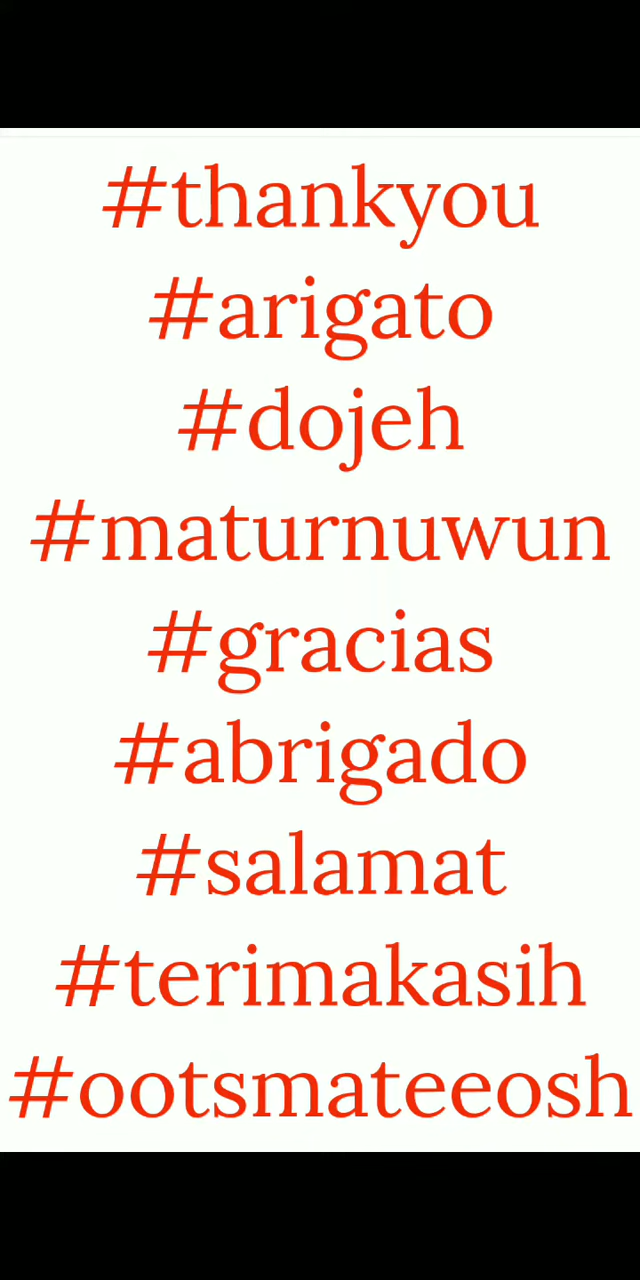 #thankyou
#arigato
#dojeh
#maturnuwun
#gracias
#abrigado
#salamat
#terimakasih
#ootsmateeosh